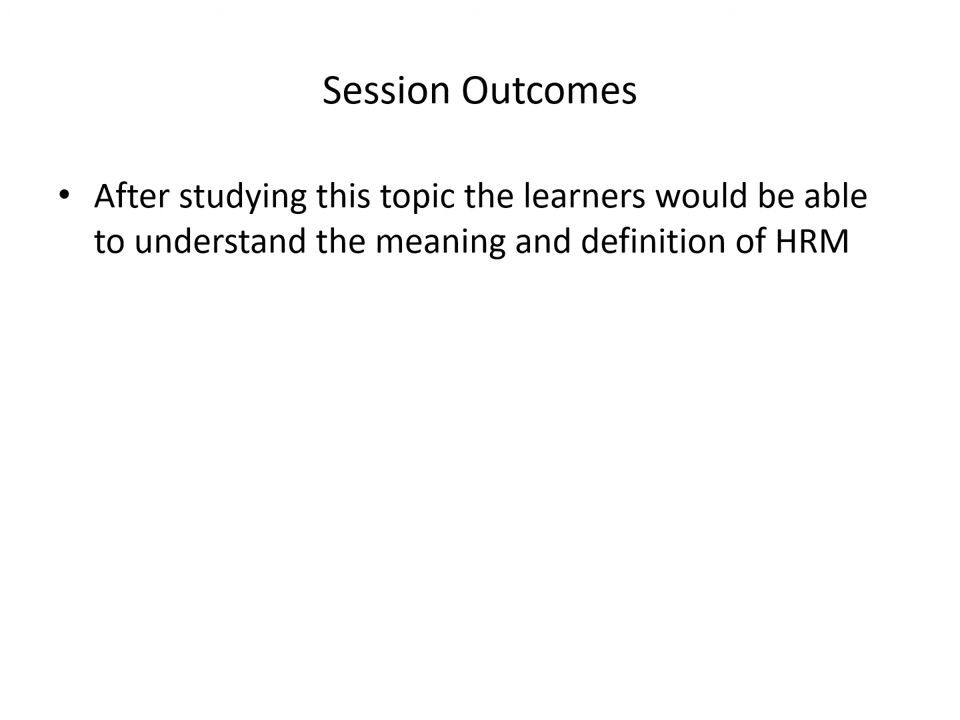 Session Outcomes
• After studying this topic the learners would be able
to understand the meaning and definition of HRM